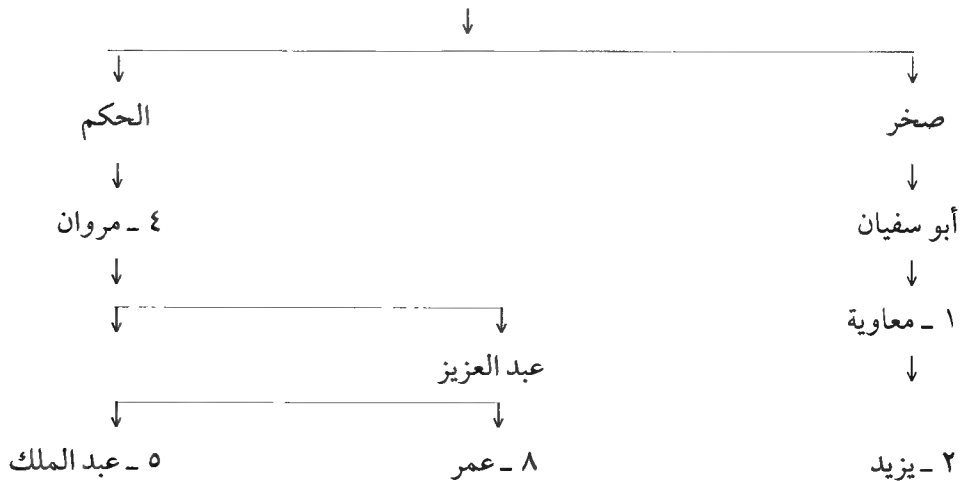 صخر الحكم
أبو سفيان ٤ ـ مروان
١ ـ معاوية
عبد العزيز
٢ ـ يزيد ٨ ـ عمر ٥ ـ عبد الملك